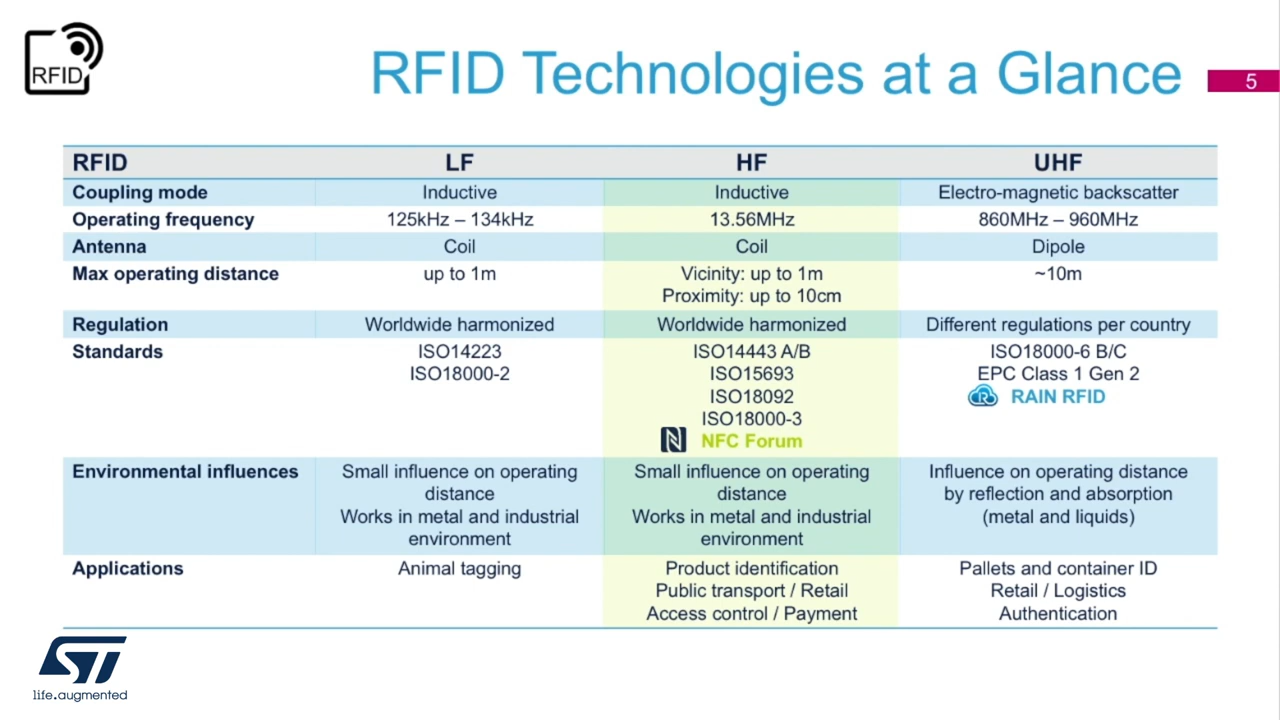 RFID
RFID Technologies at a Glance
5
RFID LF HF UHF
Coupling mode Inductive Inductive Electro-magnetic backscatter
Operating frequency 125kHz – 134kHz 13.56MHz 860MHz – 960MHz
Antenna Coil Coil Dipole
Max operating distance up to 1m Vicinity: up to 1m ~10m
Proximity: up to 10cm
Regulation Worldwide harmonized Worldwide harmonized Different regulations per country
Standards ISO14223 ISO14443 A/B ISO18000-6 B/C
ISO18000-2 ISO15693 EPC Class 1 Gen 2
ISO18092 RAIN RFID
ISO18000-3
NFC Forum
Environmental influences Small influence on operating Small influence on operating Influence on operating distance
distance distance by reflection and absorption
Works in metal and industrial Works in metal and industrial (metal and liquids)
environment environment
Applications Animal tagging Product identification Pallets and container ID
Public transport / Retail Retail / Logistics
Access control / Payment Authentication
ST
life.augmented